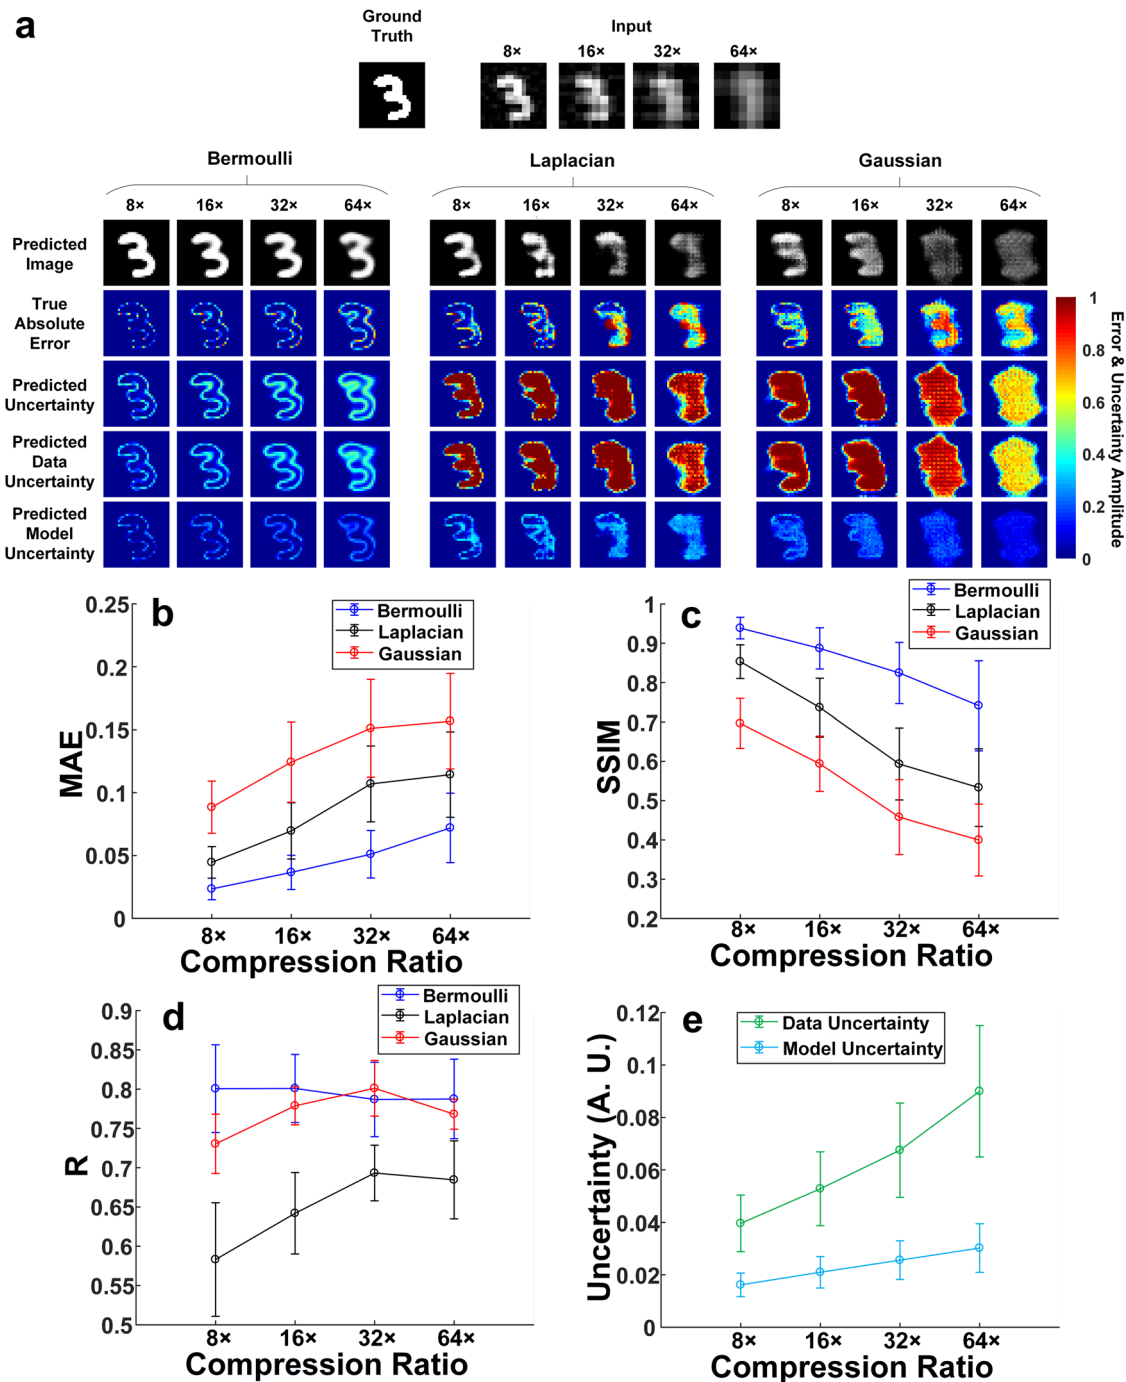 a
Ground
Truth
Input
8× 16× 32× 64×
Bermoulli
Laplacian
Gaussian
8× 16× 32× 64×
8× 16× 32× 64×
8× 16× 32× 64×
Predicted
Image
True
Absolute
Error
Predicted
Uncertainty
Predicted
Data
Uncertainty
Predicted
Model
Uncertainty
1
0.8
0.6
0.4
0.2
0
Error & Uncertainty Amplitude
b
Bermoulli
Laplacian
Gaussian
0.25
0.2
0.15
0.1
0.05
0
MAE
8× 16× 32× 64×
Compression Ratio
c
Bermoulli
Laplacian
Gaussian
1
0.9
0.8
0.7
0.6
0.5
0.4
0.3
0.2
SSIM
8× 16× 32× 64×
Compression Ratio
d
Bermoulli
Laplacian
Gaussian
0.9
0.85
0.8
0.75
0.7
0.65
0.6
0.55
0.5
R
8× 16× 32× 64×
Compression Ratio
e
Data Uncertainty
Model Uncertainty
0.12
0.1
0.08
0.06
0.04
0.02
0
Uncertainty (A. U.)
8× 16× 32× 64×
Compression Ratio